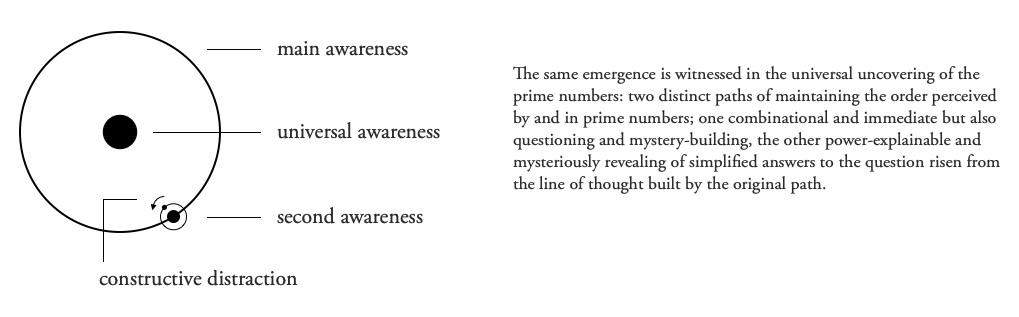 main awareness
universal awareness
second awareness
constructive distraction
The same emergence is witnessed in the universal uncovering of the
prime numbers: two distinct paths of maintaining the order perceived
by and in prime numbers; one combinational and immediate but also
questioning and mystery-building, the other power-explainable and
mysteriously revealing of simplified answers to the question risen from
the line of thought built by the original path.